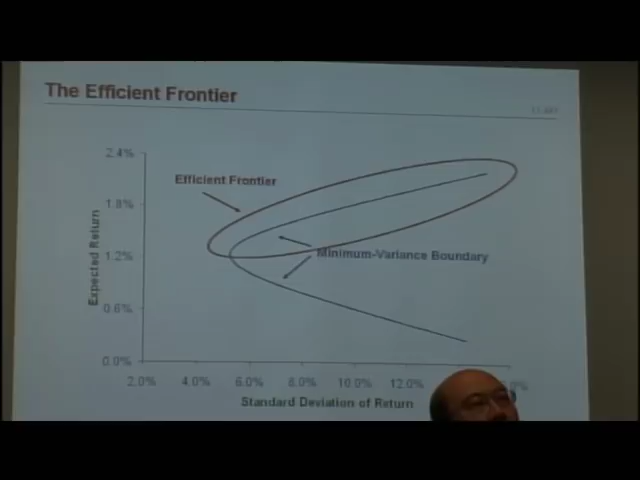 The Efficient Frontier
2.4%
Efficient Frontier
1.8%
Expected Return
1.2%
Minimum-Variance Boundary
0.6%
0.0%
2.0% 4.0% 6.0% 8.0% 10.0% 12.0%
Standard Deviation of Return